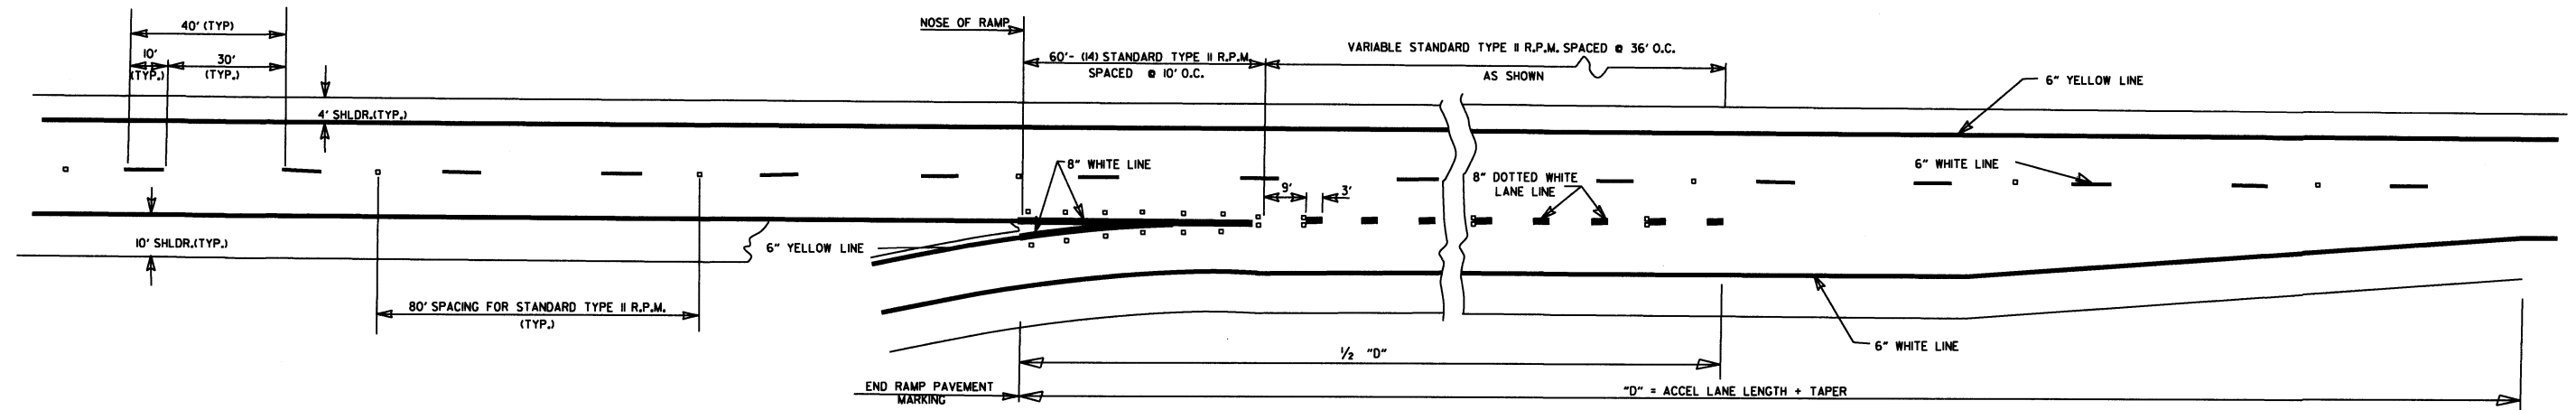 40' (TYP)
10'
(TYP.)
30'
(TYP.)
4' SHLDR.(TYP.)
10' SHLDR.(TYP.)
80' SPACING FOR STANDARD TYPE II R.P.M.
(TYP.)
NOSE OF RAMP
60'- (14) STANDARD TYPE II R.P.M.
SPACED @ 10' O.C.
VARIABLE STANDARD TYPE II R.P.M. SPACED @ 36' O.C.
AS SHOWN
6" YELLOW LINE
8" WHITE LINE
9'
3'
8" DOTTED WHITE
LANE LINE
6" WHITE LINE
6" YELLOW LINE
6" WHITE LINE
½ "D"
END RAMP PAVEMENT
MARKING
"D" = ACCEL LANE LENGTH + TAPER